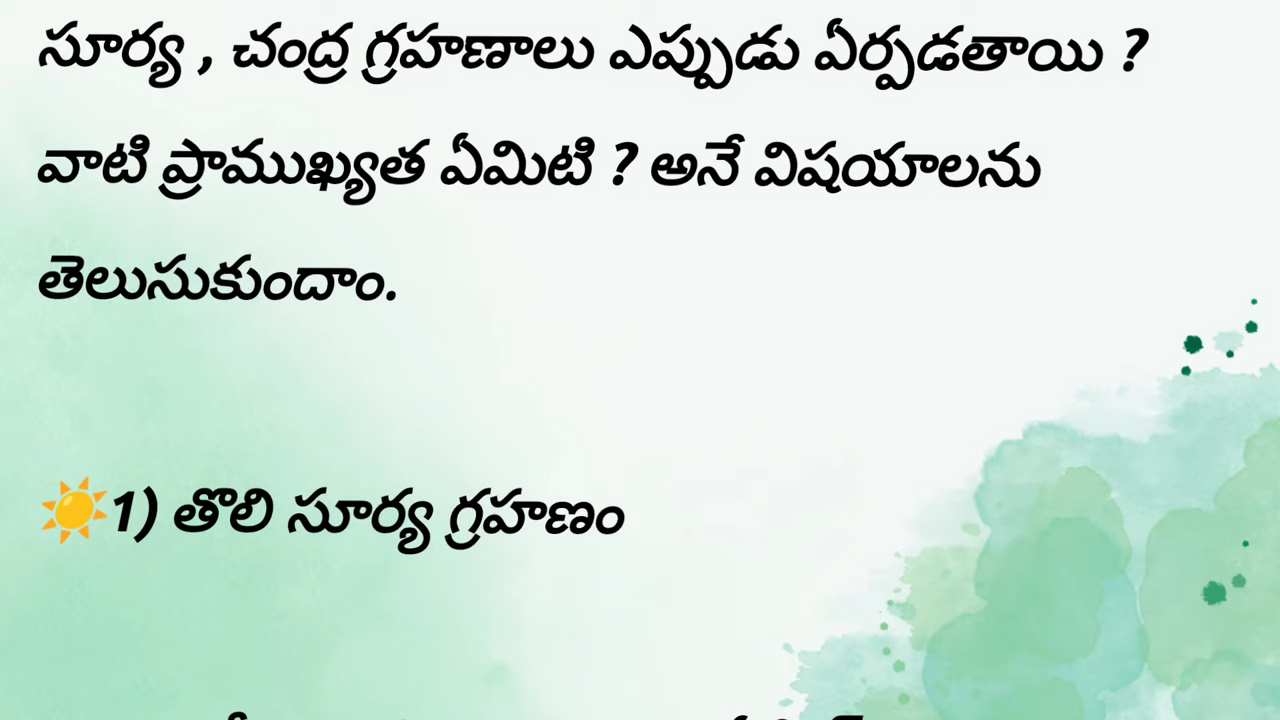 సూర్య , చంద్ర గ్రహణాలు ఎప్పుడు ఏర్పడతాయి ?
వాటి ప్రాముఖ్యత ఏమిటి ? అనే విషయాలను
తెలుసుకుందాం.
☀️1) తొలి సూర్య గ్రహణం